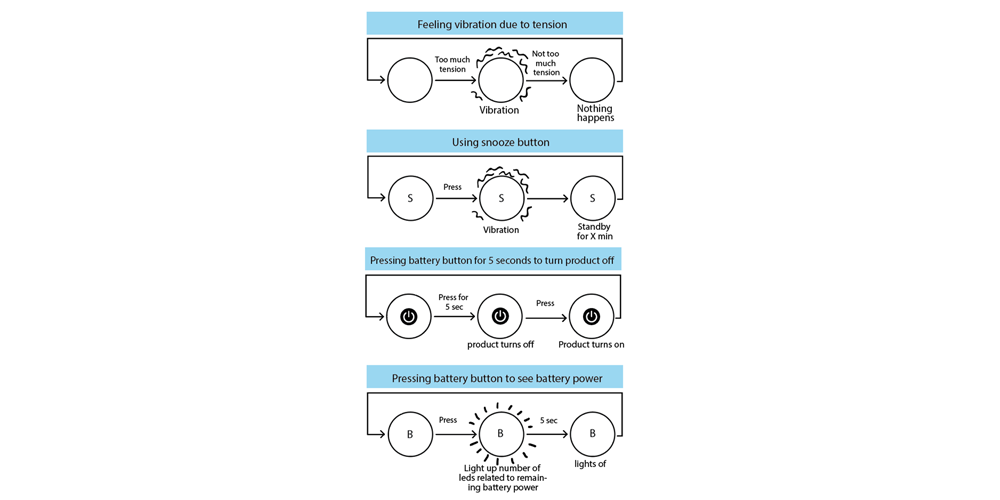 Feeling vibration due to tension
Too much
tension
Not too
much
tension
Vibration
Nothing
happens
Using snooze button
S
Press
S
S
Vibration
Standby
for X min
Pressing battery button for 5 seconds to turn product off
Press for
5 sec
Press
product turns off
Product turns on
Pressing battery button to see battery power
B
Press
B
5 sec
B
Light up number of
leds related to remain-
ing battery power
lights of